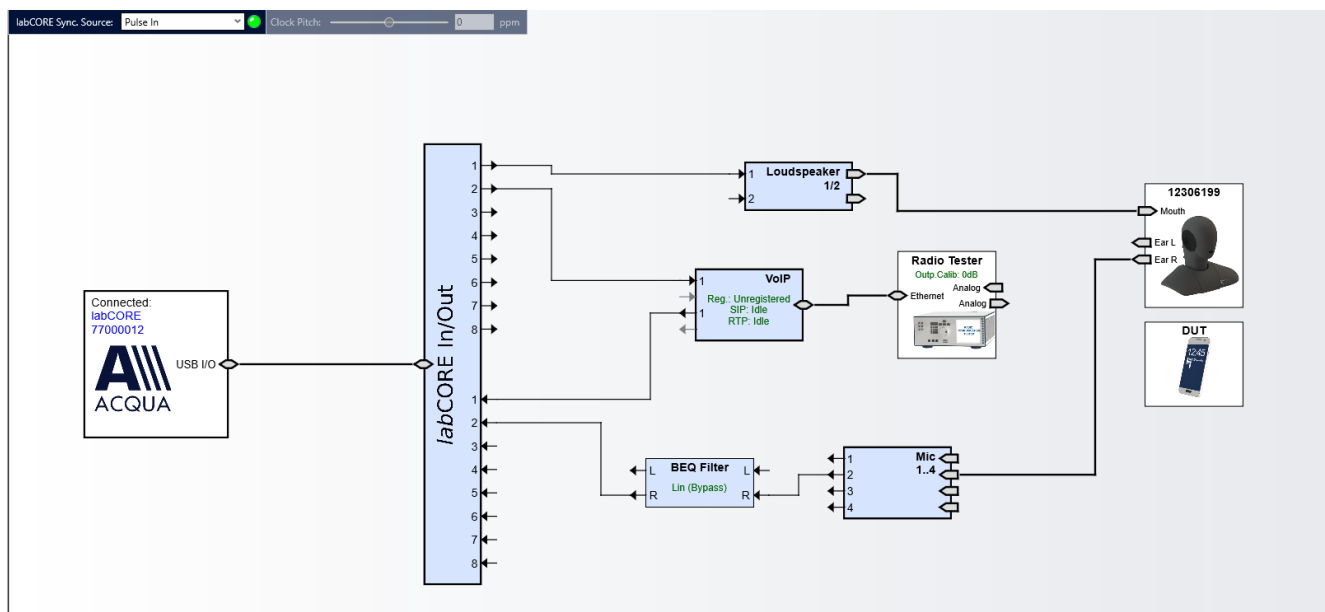 labCORE Sync. Source:
Pulse In
Clock Pitch:
0
ppm
Connected:
labCORE
77000012
USB I/O
ACQUA
labCORE In/Out
1
2
3
4
5
6
7
8
1
2
3
4
5
6
7
8
Loudspeaker
1/2
1
2
VoIP
1
Reg.: Unregistered
SIP: Idle
1
RTP: Idle
Radio Tester
Outp.Calib: 0dB
Analog
Ethernet
Analog
12306199
Mouth
Ear L
Ear R
DUT
12:45
BEQ Filter
L
L
Lin (Bypass)
R
R
Mic
1..4
1
2
3
4